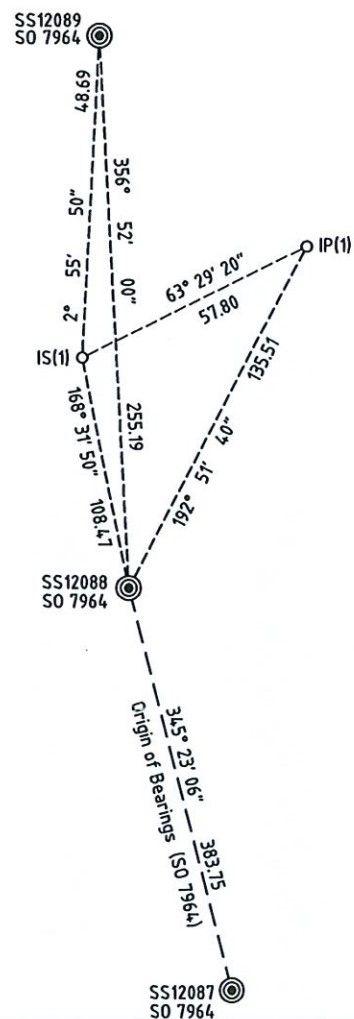 SS12089
SO 7964
48.69
2° 55' 50"
356° 52' 00"
255.19
IP(1)
63° 29' 20"
57.80
135.51
192° 51' 40"
IS(1)
168° 31' 50"
108.47
SS12088
SO 7964
345° 23' 06"
383.75
Origin of Bearings (SO 7964)
SS12087
SO 7964